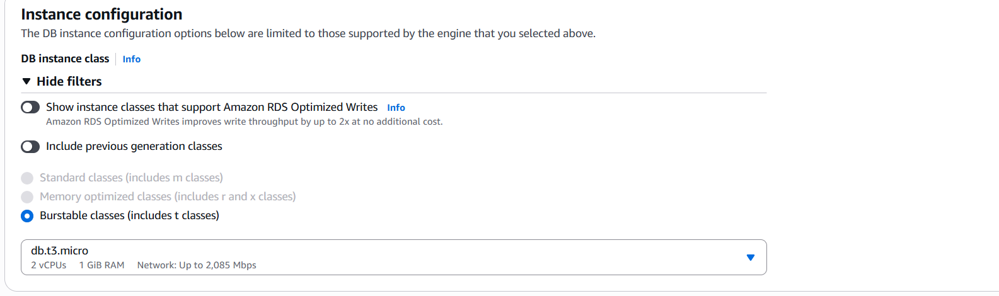 Instance configuration
The DB instance configuration options below are limited to those supported by the engine that you selected above.
DB instance class Info
Hide filters
Show instance classes that support Amazon RDS Optimized Writes Info
Amazon RDS Optimized Writes improves write throughput by up to 2x at no additional cost.
Include previous generation classes
Standard classes (includes m classes)
Memory optimized classes (includes r and x classes)
Burstable classes (includes t classes)
db.t3.micro
2 vCPUs 1 GiB RAM Network: Up to 2,085 Mbps